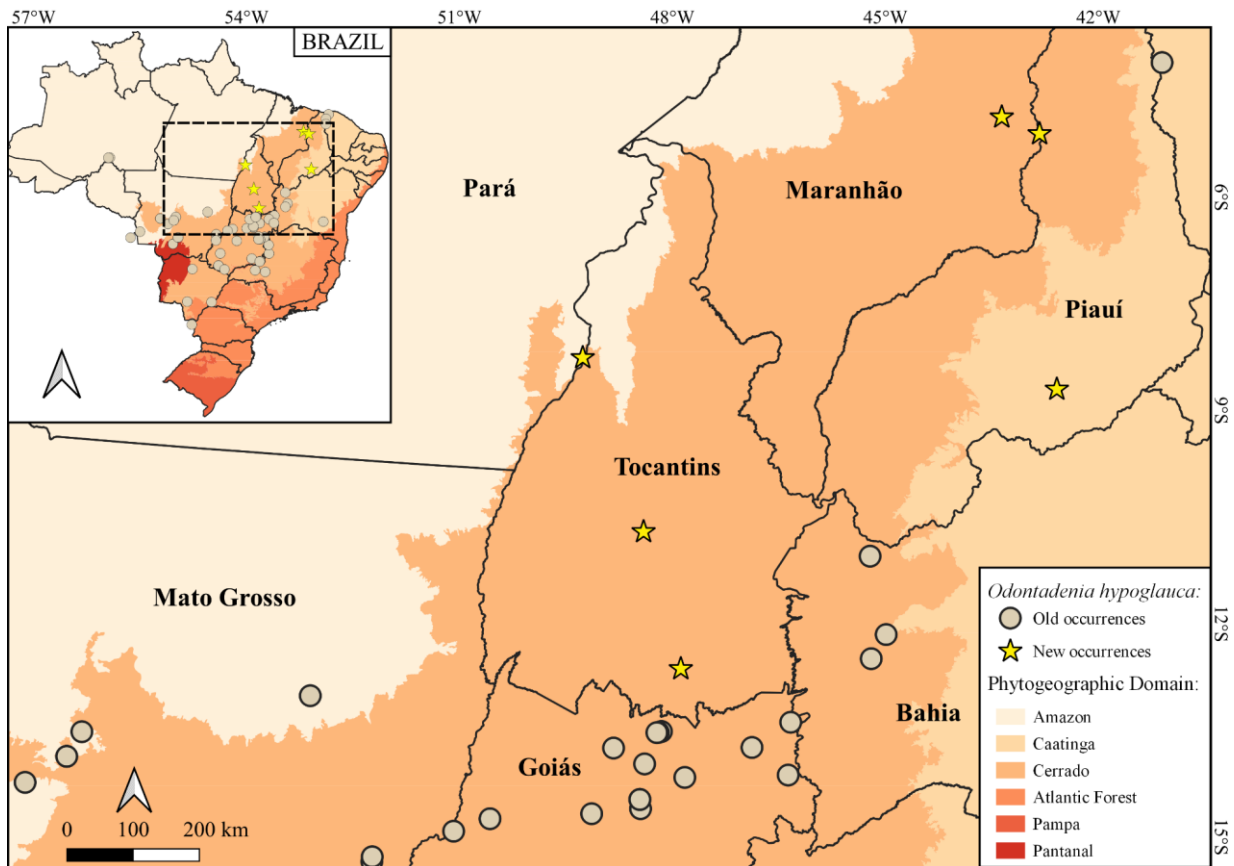 57°W 54°W 51°W 48°W 45°W 42°W
BRAZIL
Pará
Maranhão
6°S
Piauí
9°S
Tocantins
Mato Grosso
12°S
Bahia
Goiás
15°S
0 100 200 km
Odontadenia hypoglauca:
Old occurrences
New occurrences
Phytogeographic Domain:
Amazon
Caatinga
Cerrado
Atlantic Forest
Pampa
Pantanal